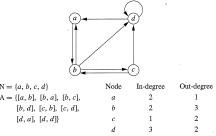 a
d
b
c
N = {a, b, c, d}
A = {[a, b], [b, a], [b, c],
[b, d], [c, b], [c, d],
[d, a], [d, d]}
Node In-degree Out-degree
a 2 1
b 2 3
c 1 2
d 3 2